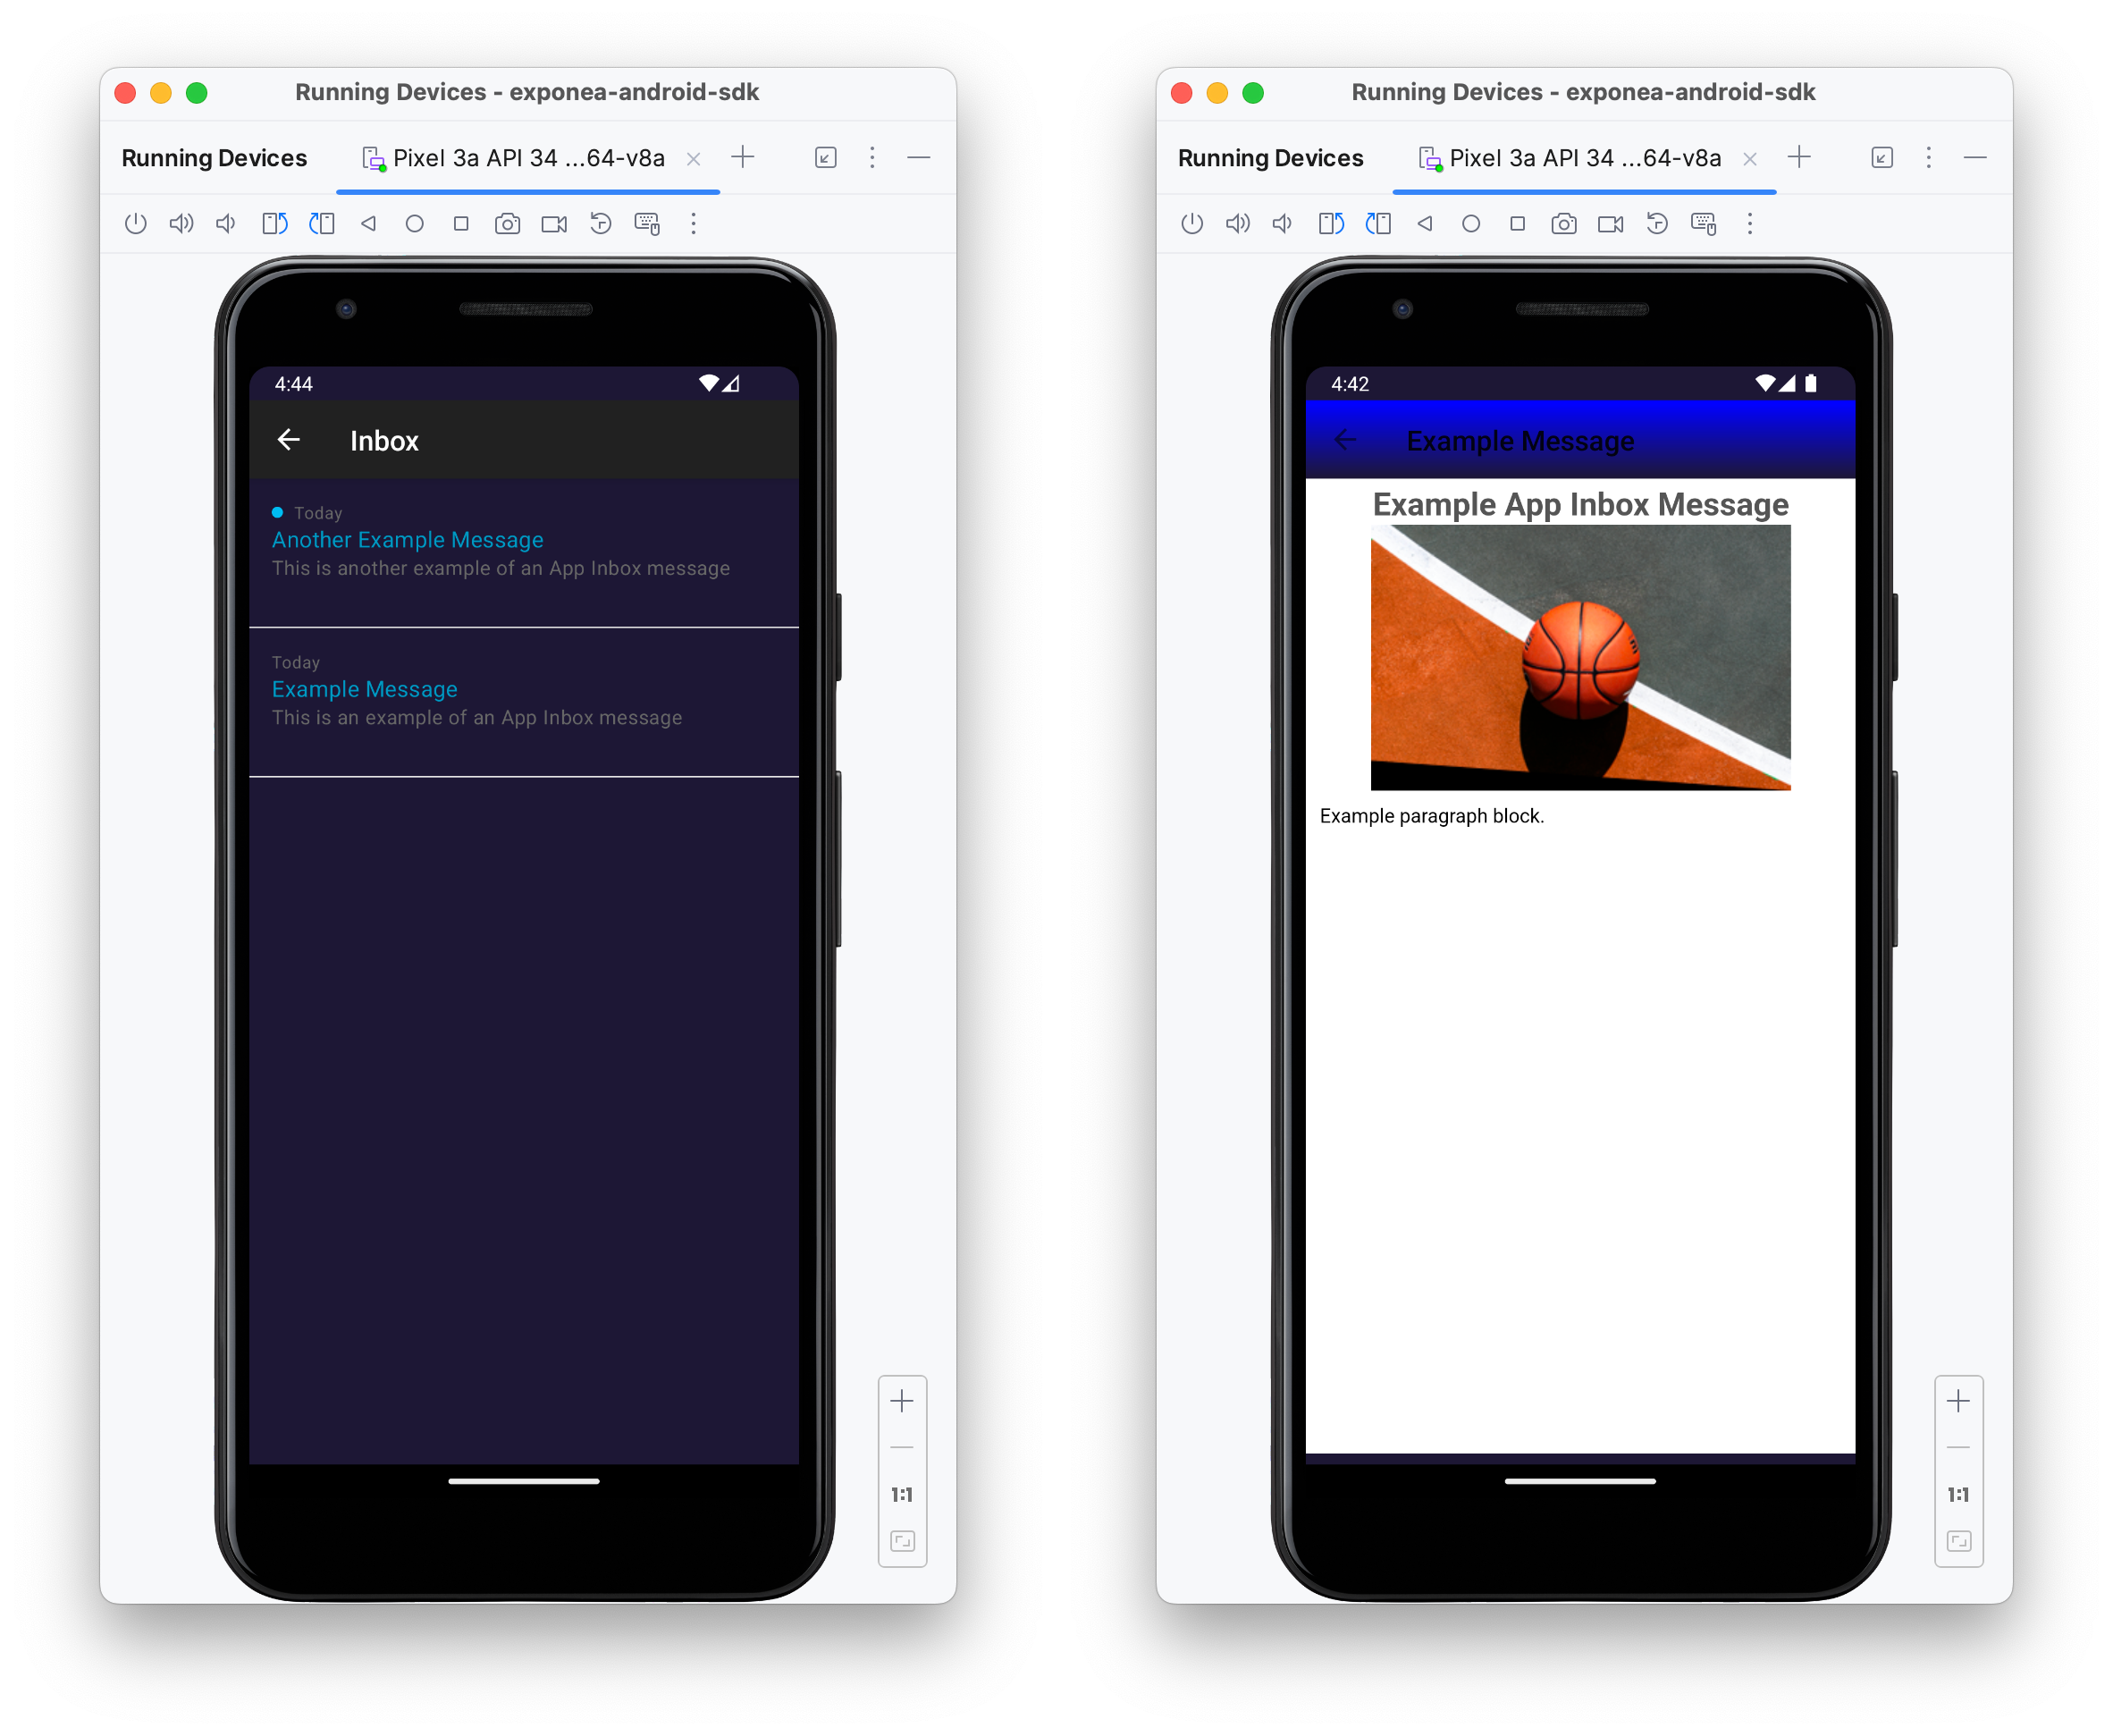 Running Devices - exponea-android-sdk
Running Devices
Pixel 3a API 34 ...64-v8a
4:44
Inbox
Today
Another Example Message
This is another example of an App Inbox message
Today
Example Message
This is an example of an App Inbox message
1:1
Running Devices - exponea-android-sdk
Running Devices
Pixel 3a API 34 ...64-v8a
4:42
Example Message
Example App Inbox Message
Example paragraph block.
1:1